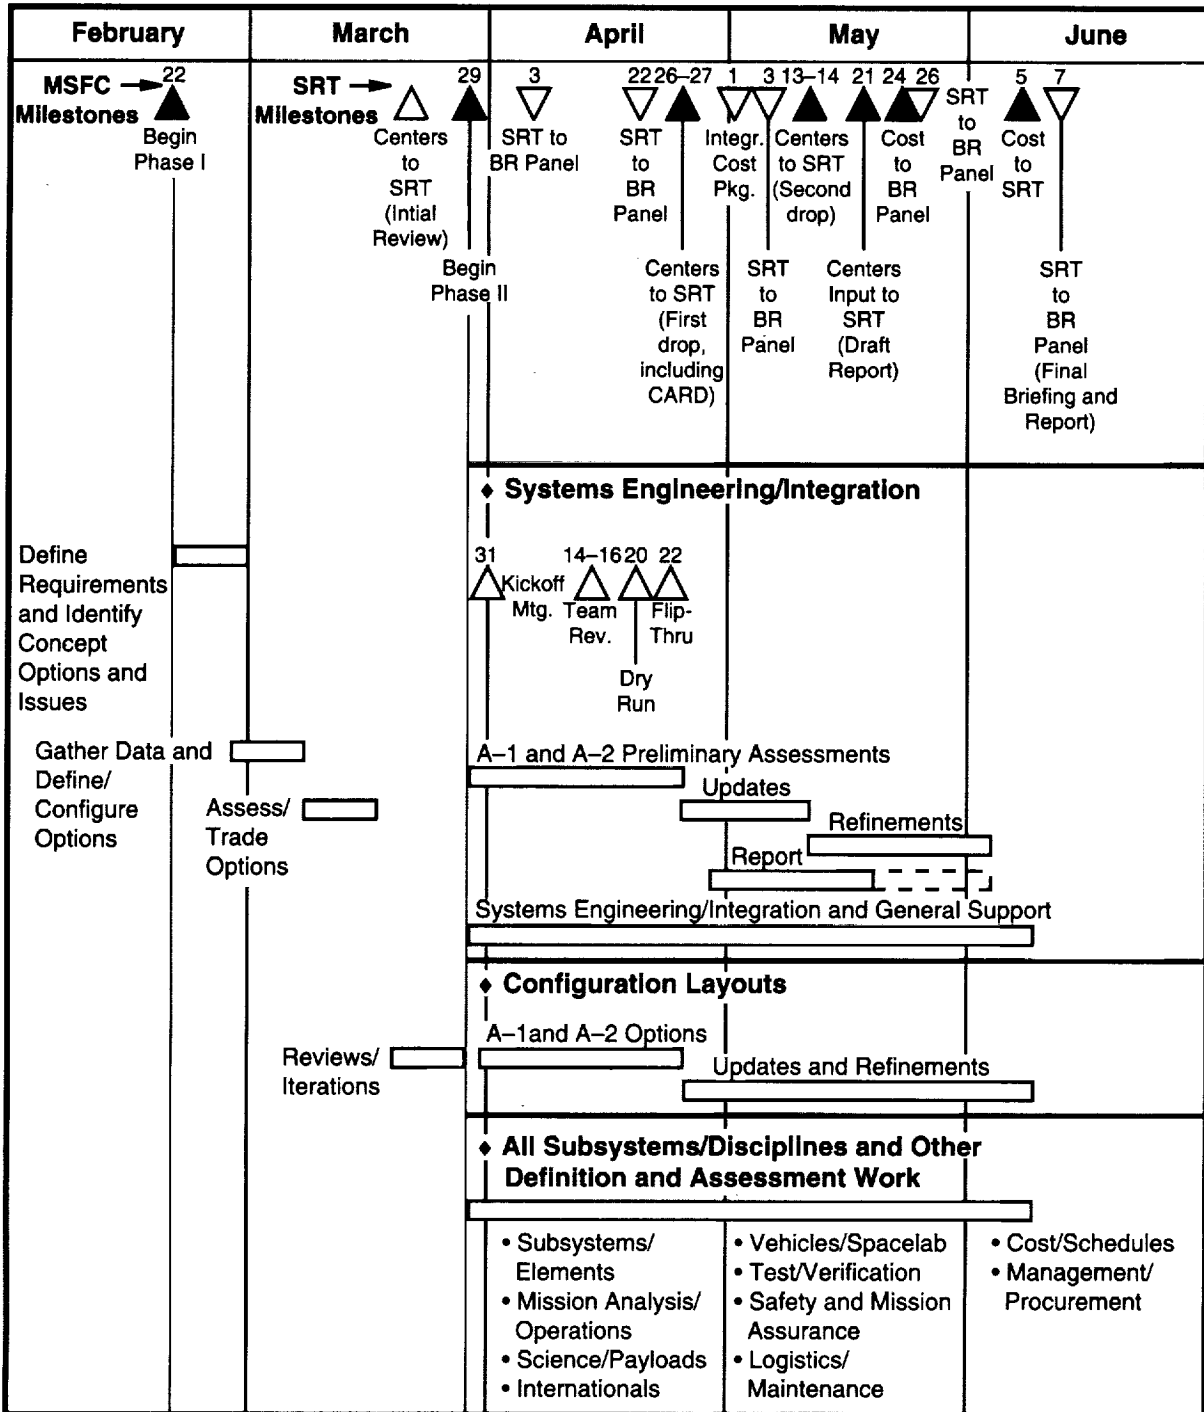 February
March
April
May
June
MSFC
Milestones
22
Begin
Phase I
SRT
Milestones
Centers
to
SRT
(Intial
Review)
29
Begin
Phase II
3
SRT to
BR Panel
22
SRT
to
BR
Panel
26–27
Centers
to SRT
(First
drop,
including
CARD)
1
Integr.
Cost
Pkg.
3
SRT
to
BR
Panel
13–14
Centers
to SRT
(Second
drop)
21
Centers
Input to
SRT
(Draft
Report)
24
Cost
to BR
Panel
26
SRT
to
BR
Panel
5
Cost
to
SRT
7
SRT
to
BR
Panel
(Final
Briefing and
Report)
♦ Systems Engineering/Integration
31
Kickoff
Mtg.
14–16
Team
Rev.
20
Dry
Run
22
Flip-
Thru
Define
Requirements
and Identify
Concept
Options and
Issues
Gather Data and
Define/
Configure
Options
Assess/
Trade
Options
A–1 and A–2 Preliminary Assessments
Updates
Refinements
Report
Systems Engineering/Integration and General Support
♦ Configuration Layouts
Reviews/
Iterations
A–1and A–2 Options
Updates and Refinements
♦ All Subsystems/Disciplines and Other
Definition and Assessment Work
• Subsystems/
Elements
• Mission Analysis/
Operations
• Science/Payloads
• Internationals
• Vehicles/Spacelab
• Test/Verification
• Safety and Mission
Assurance
• Logistics/
Maintenance
• Cost/Schedules
• Management/
Procurement